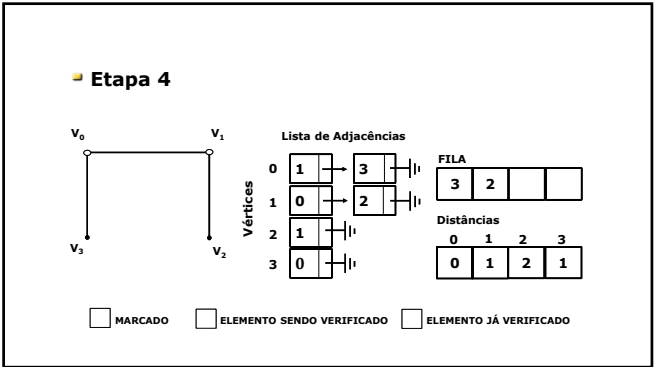 Etapa 4
V0 V1
Lista de Adjacências
FILA
0 1 3
3 2
1 0 2
Vértices
Distâncias
2 1
0 1 2 3
V3 V2
3 0
0 1 2 1
MARCADO ELEMENTO SENDO VERIFICADO ELEMENTO JÁ VERIFICADO